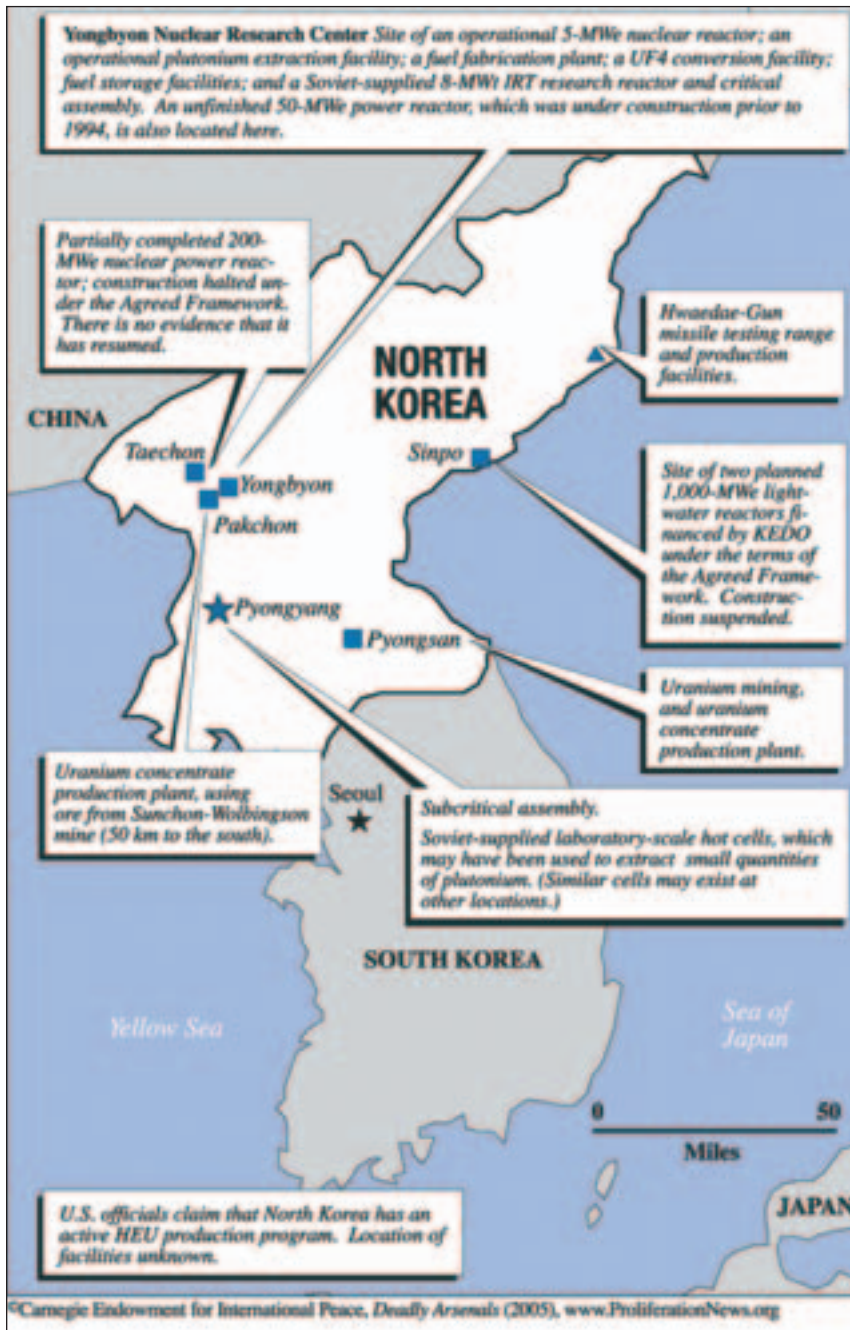 Yongbyon Nuclear Research Center Site of an operational 5-MWe nuclear reactor; an
operational plutonium extraction facility; a fuel fabrication plant; a UF4 conversion facility;
fuel storage facilities; and a Soviet-supplied 8-MWt IRT research reactor and critical
assembly. An unfinished 50-MWe power reactor, which was under construction prior to
1994, is also located here.
Partially completed 200-
MWe nuclear power reac-
tor; construction halted un-
der the Agreed Framework.
There is no evidence that it
has resumed.
Hwaedae-Gun
missile testing range
and production
facilities.
NORTH
KOREA
CHINA
Taechon
Sinpo
Yongbyon
Pakchon
Site of two planned
1,000-MWe light-
water reactors fi-
nanced by KEDO
under the terms of
the Agreed Frame-
work. Construc-
tion suspended.
Pyongyang
Pyongsan
Uranium mining,
and uranium
concentrate
production plant.
Uranium concentrate
production plant, using
ore from Sunchon-Wolbingson
mine (50 km to the south).
Seoul
Subcritical assembly.
Soviet-supplied laboratory-scale hot cells, which
may have been used to extract small quantities
of plutonium. (Similar cells may exist at
other locations.)
SOUTH KOREA
Yellow Sea
Sea of
Japan
0 50
Miles
JAPAN
U.S. officials claim that North Korea has an
active HEU production program. Location of
facilities unknown.
©Carnegie Endowment for International Peace, Deadly Arsenals (2005), www.ProliferationNews.org